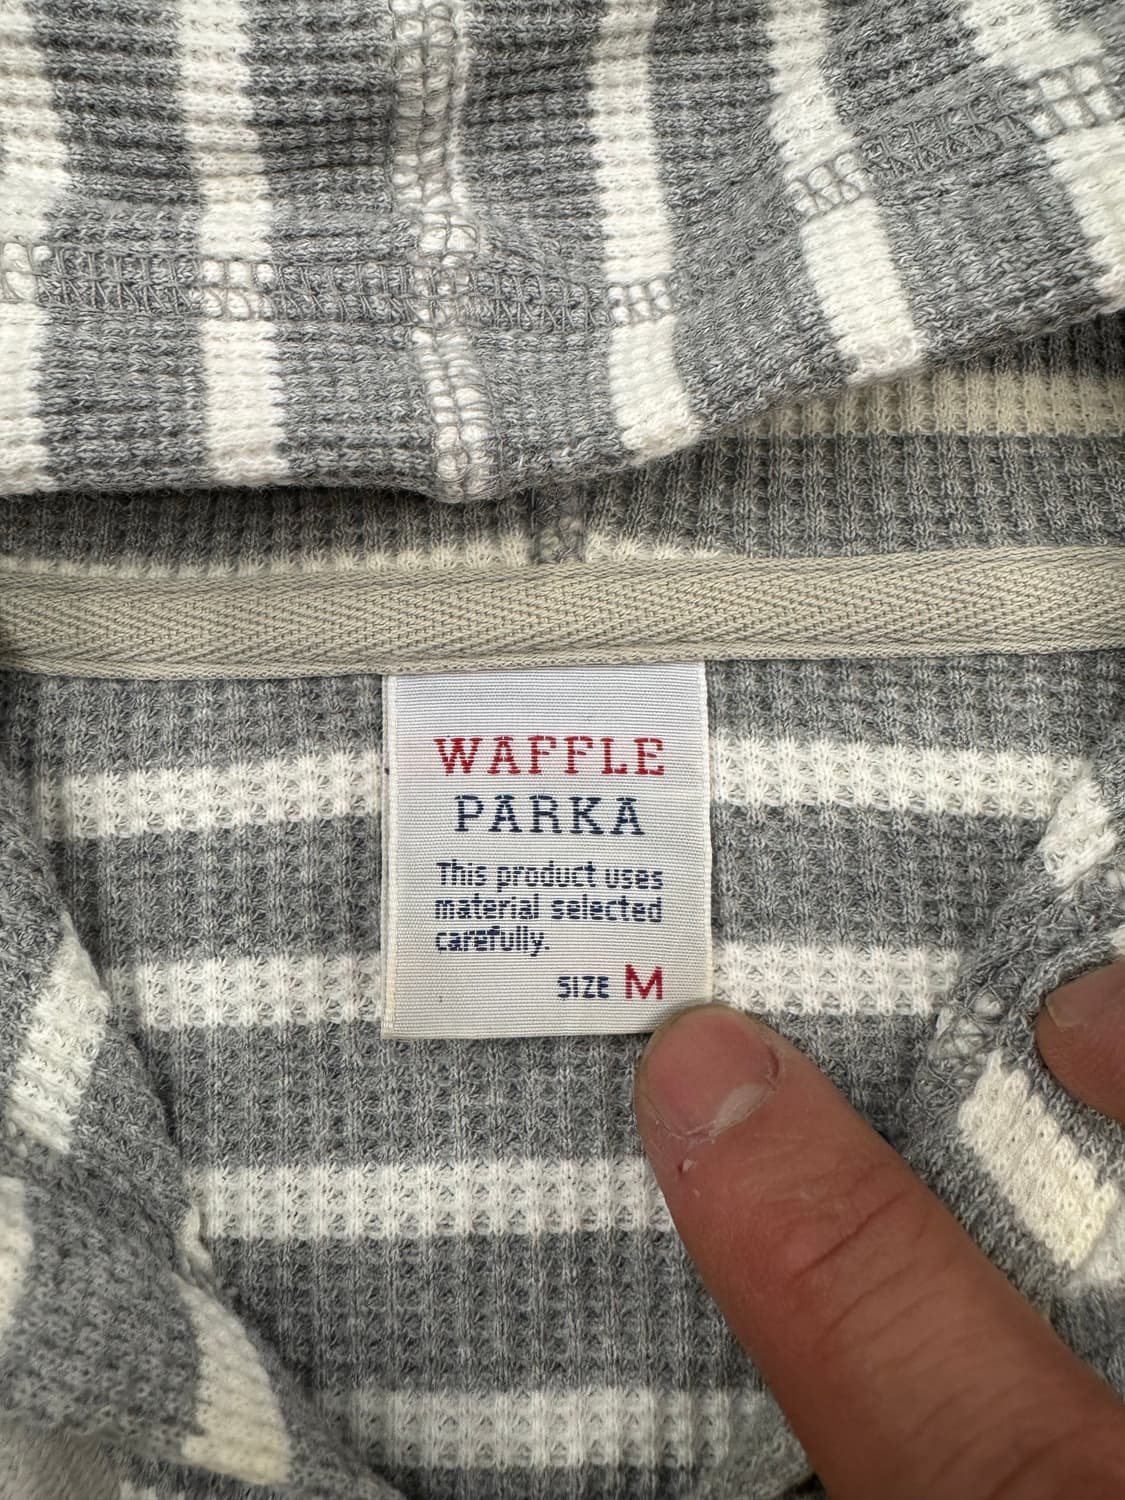 WAFFLE
PARKA
This product uses
material selected
carefully.
SIZE M